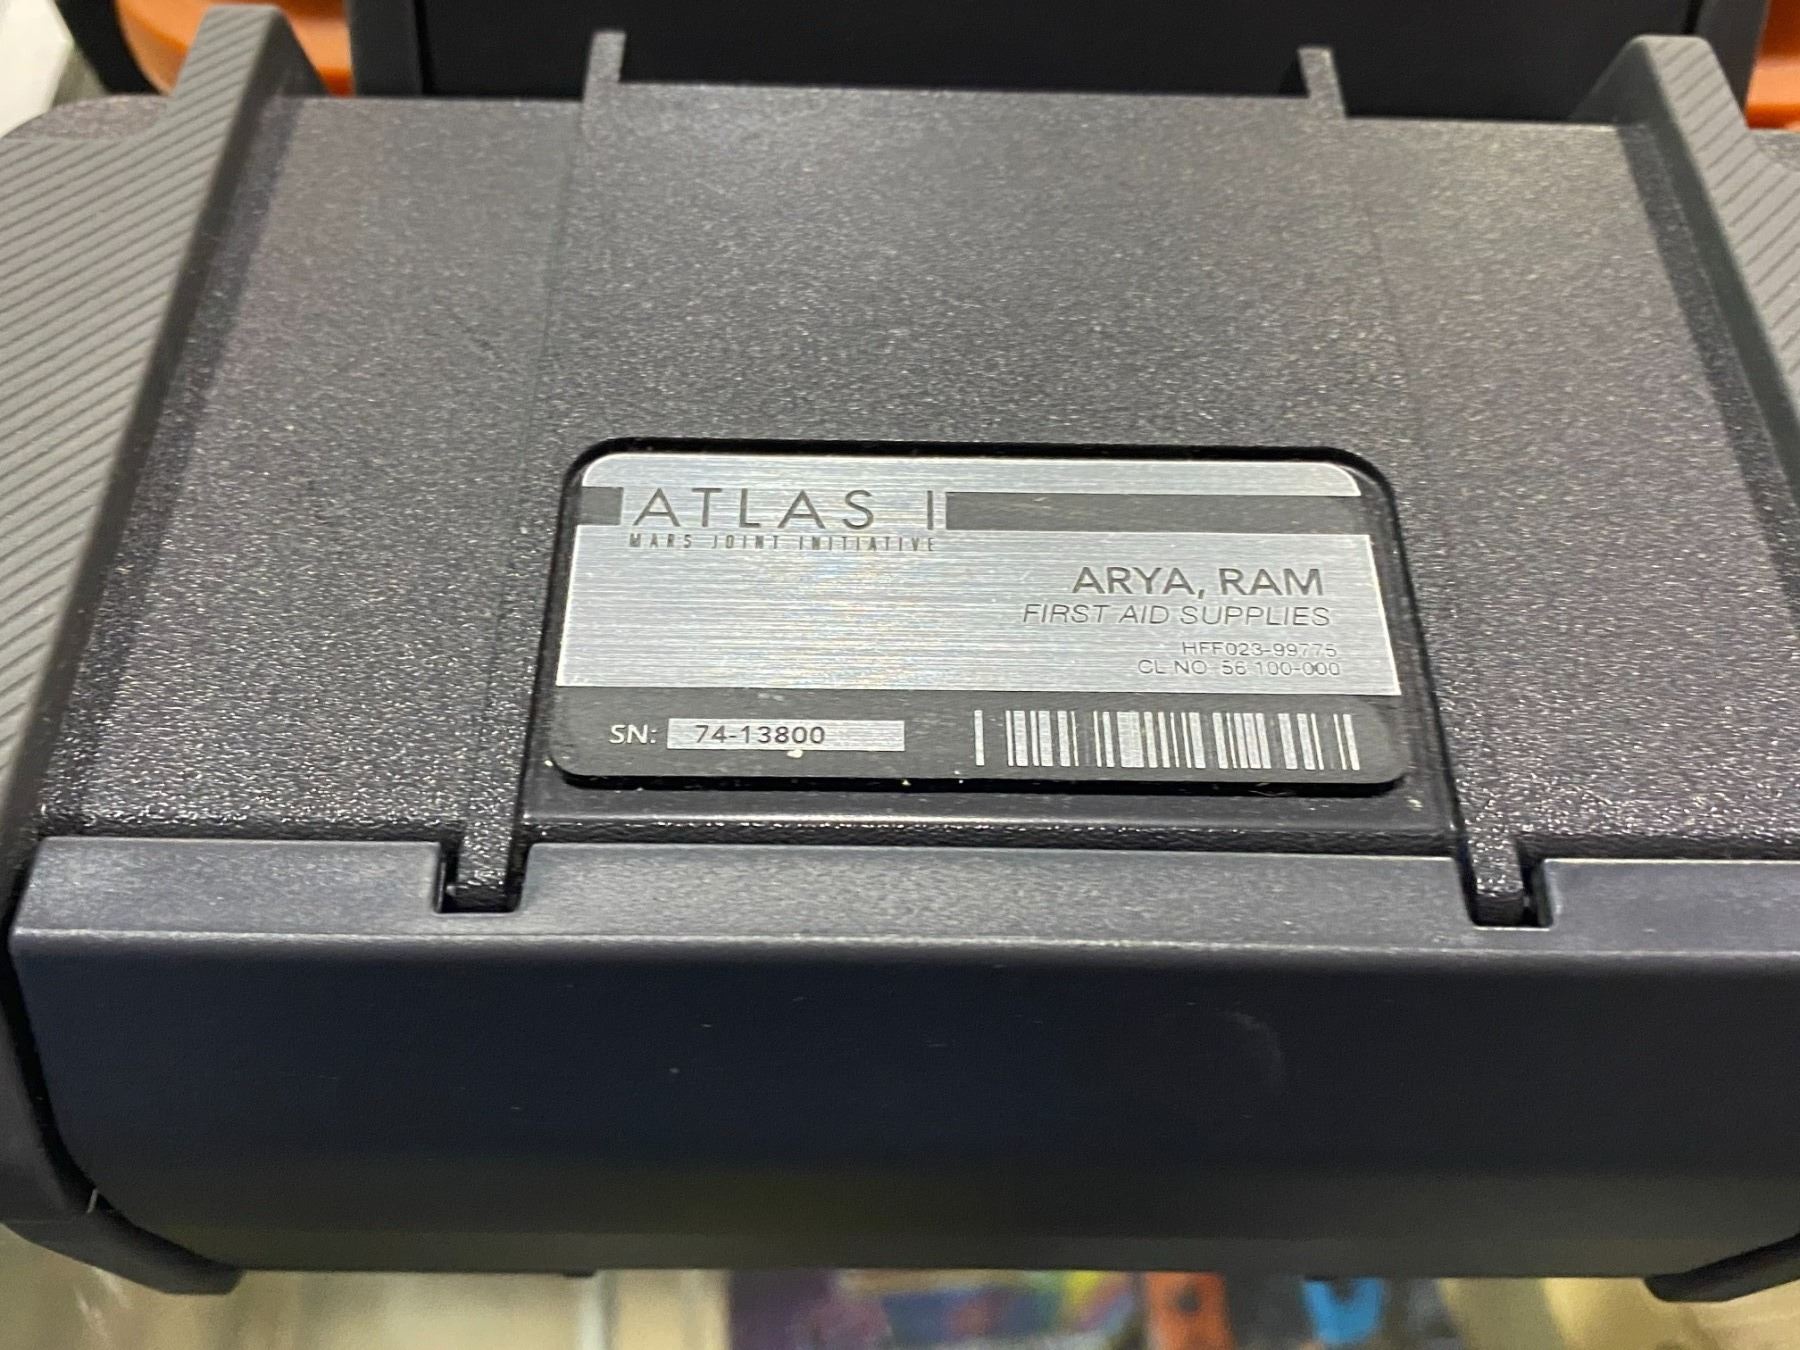 ATLAS I
MARS JOINT INITIATIVE
ARYA, RAM
FIRST AID SUPPLIES
HFF023-99775
CL NO 56 100-000
SN: 74-13800